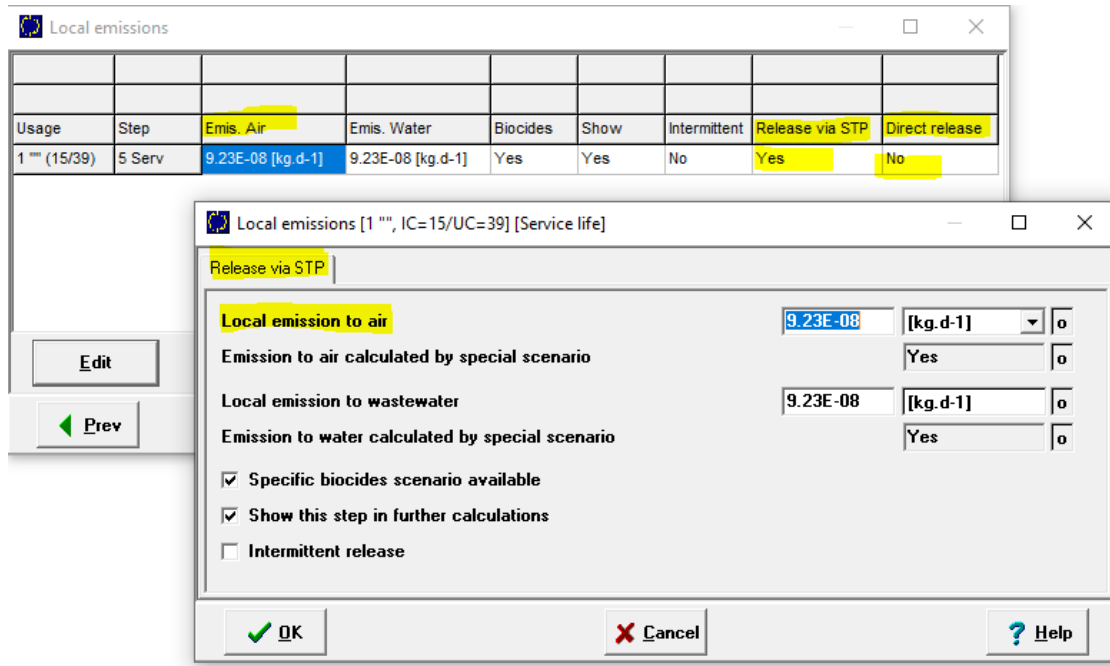 Local emissions
Usage Step Emis. Air Emis. Water Biocides Show Intermittent Release via STP Direct release
1 "" (15/39) 5 Serv 9.23E-08 [kg.d-1] 9.23E-08 [kg.d-1] Yes Yes No Yes No
Edit
Prev
Local emissions [1 "", IC=15/UC=39] [Service life]
Release via STP
Local emission to air 9.23E-08 [kg.d-1] o
Emission to air calculated by special scenario Yes o
Local emission to wastewater 9.23E-08 [kg.d-1] o
Emission to water calculated by special scenario Yes o
Specific biocides scenario available
Show this step in further calculations
Intermittent release
OK Cancel ? Help